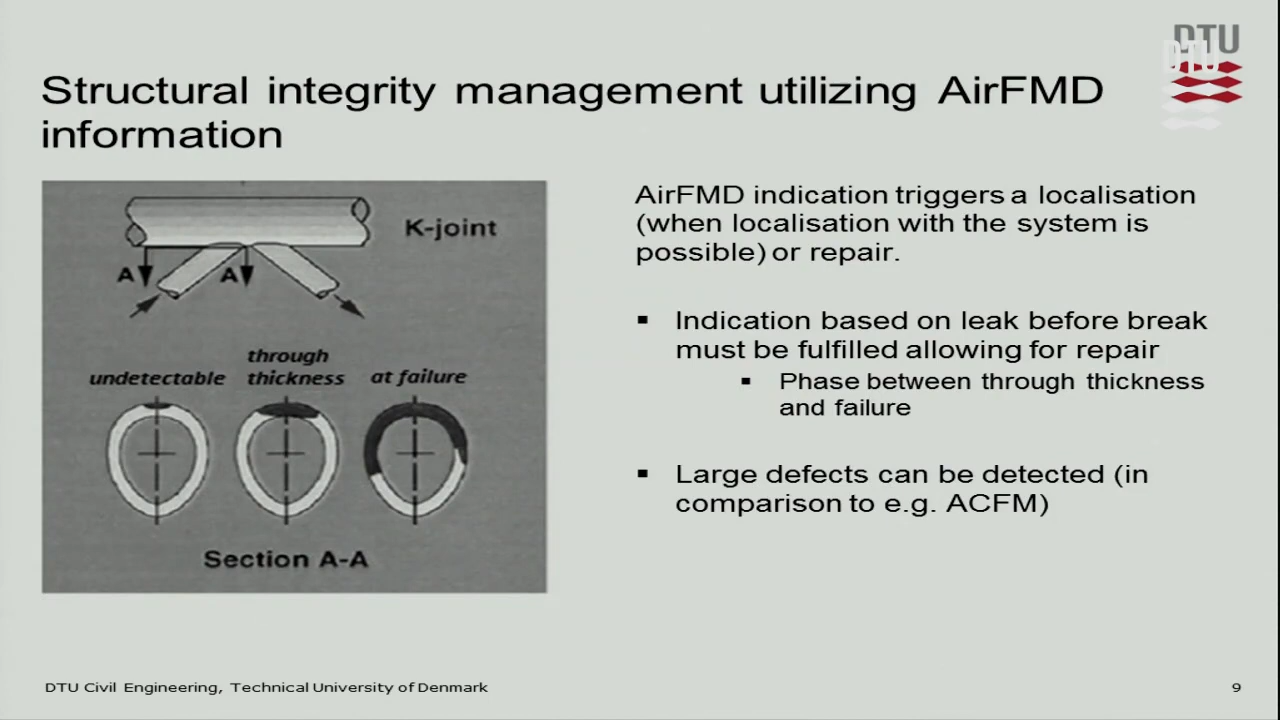 DTU
DTU
Structural integrity management utilizing AirFMD
information
K-joint
A A
through
undetectable thickness at failure
Section A-A
AirFMD indication triggers a localisation
(when localisation with the system is
possible) or repair.
▪ Indication based on leak before break
must be fulfilled allowing for repair
▪ Phase between through thickness
and failure
▪ Large defects can be detected (in
comparison to e.g. ACFM)
DTU Civil Engineering, Technical University of Denmark
9